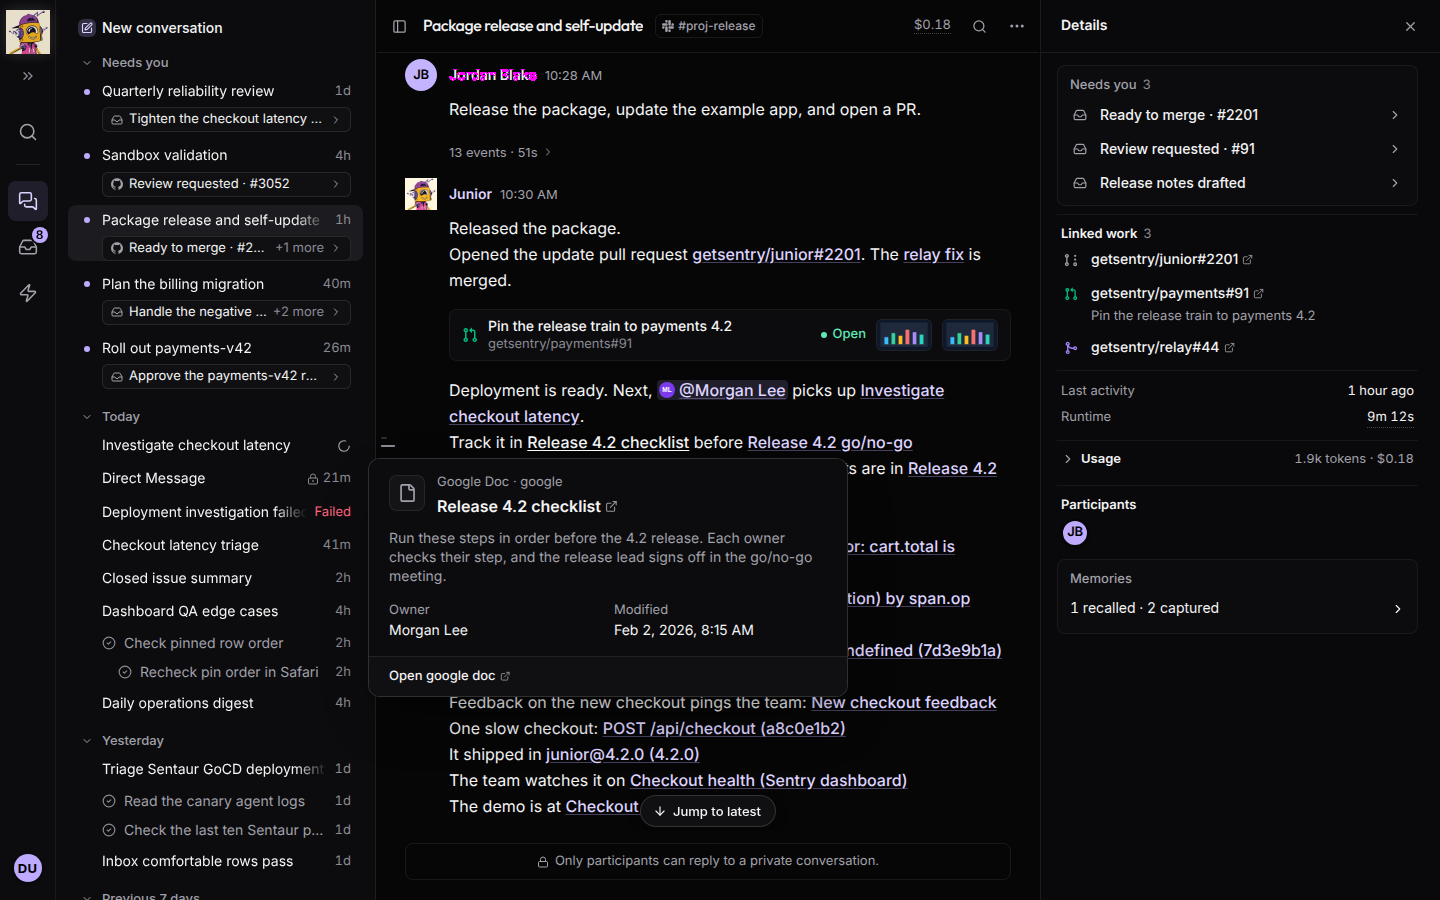 New conversation
Needs you
Quarterly reliability review 1d
Tighten the checkout latency ...
Sandbox validation 4h
Review requested · #3052
Package release and self-update 1h
Ready to merge · #2... +1 more
8
Plan the billing migration 40m
Handle the negative ... +2 more
Roll out payments-v42 26m
Approve the payments-v42 r...
Today
Investigate checkout latency
Direct Message 21m
Deployment investigation failed Failed
Checkout latency triage 41m
Closed issue summary 2h
Dashboard QA edge cases 4h
Check pinned row order 2h
Recheck pin order in Safari 2h
Daily operations digest 4h
Yesterday
Triage Sentaur GoCD deployment 1d
Read the canary agent logs 1d
Check the last ten Sentaur p... 1d
Inbox comfortable rows pass 1d
Previous 7 days
DU
Package release and self-update #proj-release $0.18
JB Jordan Blake 10:28 AM
Release the package, update the example app, and open a PR.
13 events · 51s
Junior 10:30 AM
Released the package.
Opened the update pull request getsentry/junior#2201. The relay fix is
merged.
Pin the release train to payments 4.2
getsentry/payments#91
Open
Deployment is ready. Next, ML @Morgan Lee picks up Investigate
checkout latency.
Track it in Release 4.2 checklist before Release 4.2 go/no-go
ts are in Release 4.2
Google Doc · google
Release 4.2 checklist
Run these steps in order before the 4.2 release. Each owner
checks their step, and the release lead signs off in the go/no-go
meeting.
Owner Modified
Morgan Lee Feb 2, 2026, 8:15 AM
Open google doc
or: cart.total is
tion) by span.op
ndefined (7d3e9b1a)
Feedback on the new checkout pings the team: New checkout feedback
One slow checkout: POST /api/checkout (a8c0e1b2)
It shipped in junior@4.2.0 (4.2.0)
The team watches it on Checkout health (Sentry dashboard)
The demo is at Checkout
Jump to latest
Only participants can reply to a private conversation.
Details
Needs you 3
Ready to merge · #2201
Review requested · #91
Release notes drafted
Linked work 3
getsentry/junior#2201
getsentry/payments#91
Pin the release train to payments 4.2
getsentry/relay#44
Last activity 1 hour ago
Runtime 9m 12s
Usage 1.9k tokens · $0.18
Participants
JB
Memories
1 recalled · 2 captured